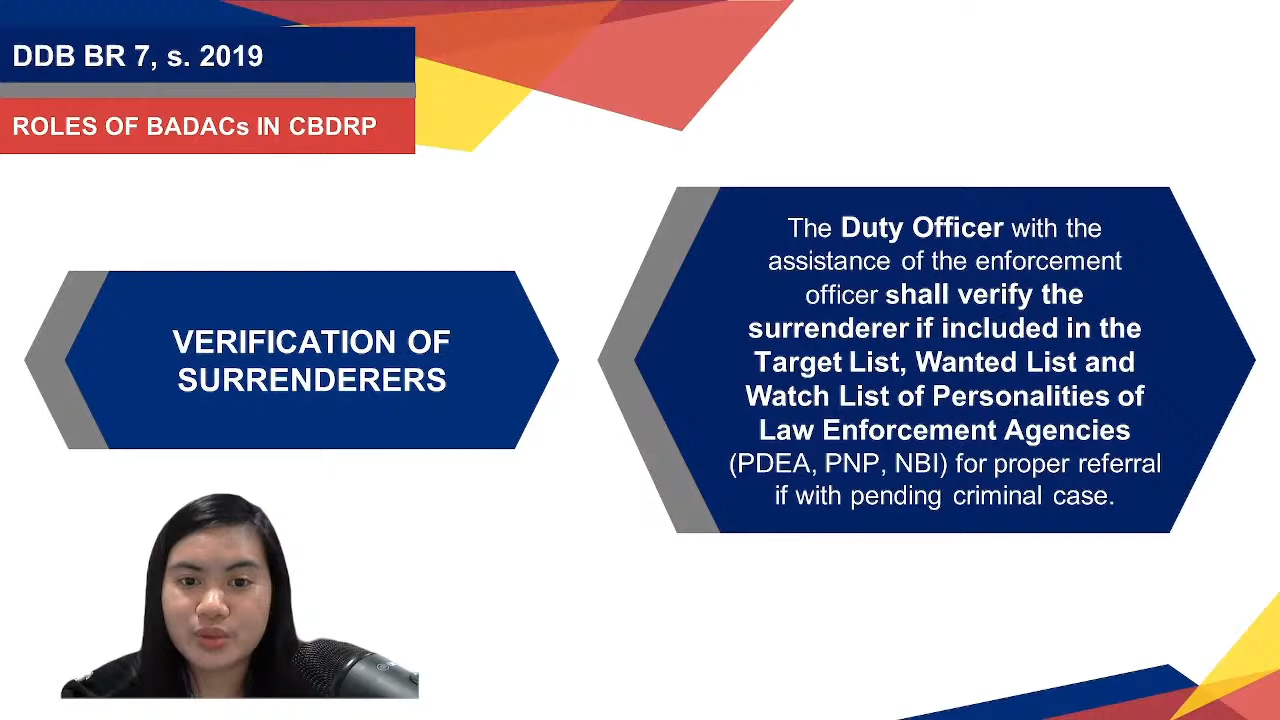 DDB BR 7, s. 2019
ROLES OF BADACs IN CBDRP
VERIFICATION OF
SURRENDERERS
The Duty Officer with the
assistance of the enforcement
officer shall verify the
surrenderer if included in the
Target List, Wanted List and
Watch List of Personalities of
Law Enforcement Agencies
(PDEA, PNP, NBI) for proper referral
if with pending criminal case.